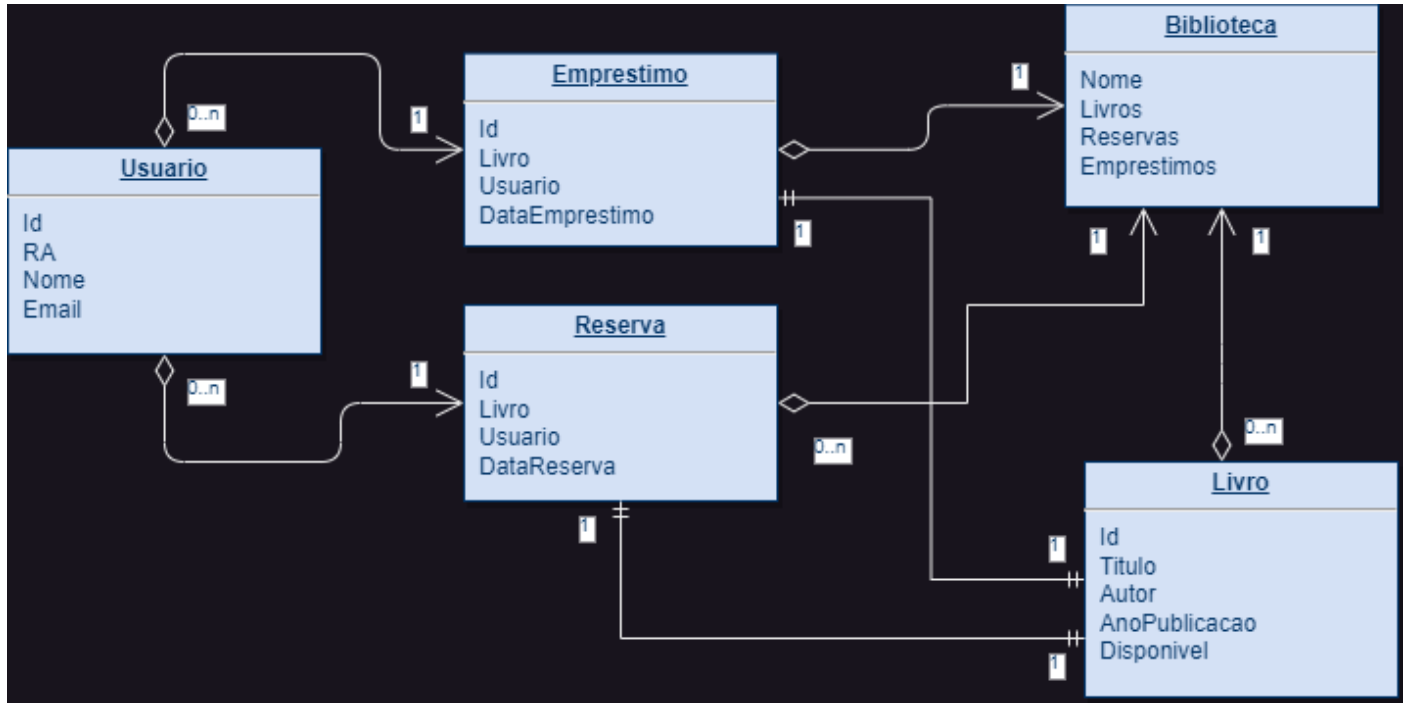 Biblioteca
Nome
Livros
Reservas
Emprestimos
Emprestimo
Id
Livro
Usuario
DataEmprestimo
0..n
1
1
Usuario
Id
RA
Nome
Email
1
1
1
Reserva
Id
Livro
Usuario
DataReserva
0..n
1
0..n
0..n
Livro
Id
Titulo
Autor
AnoPublicacao
Disponivel
1
1
1